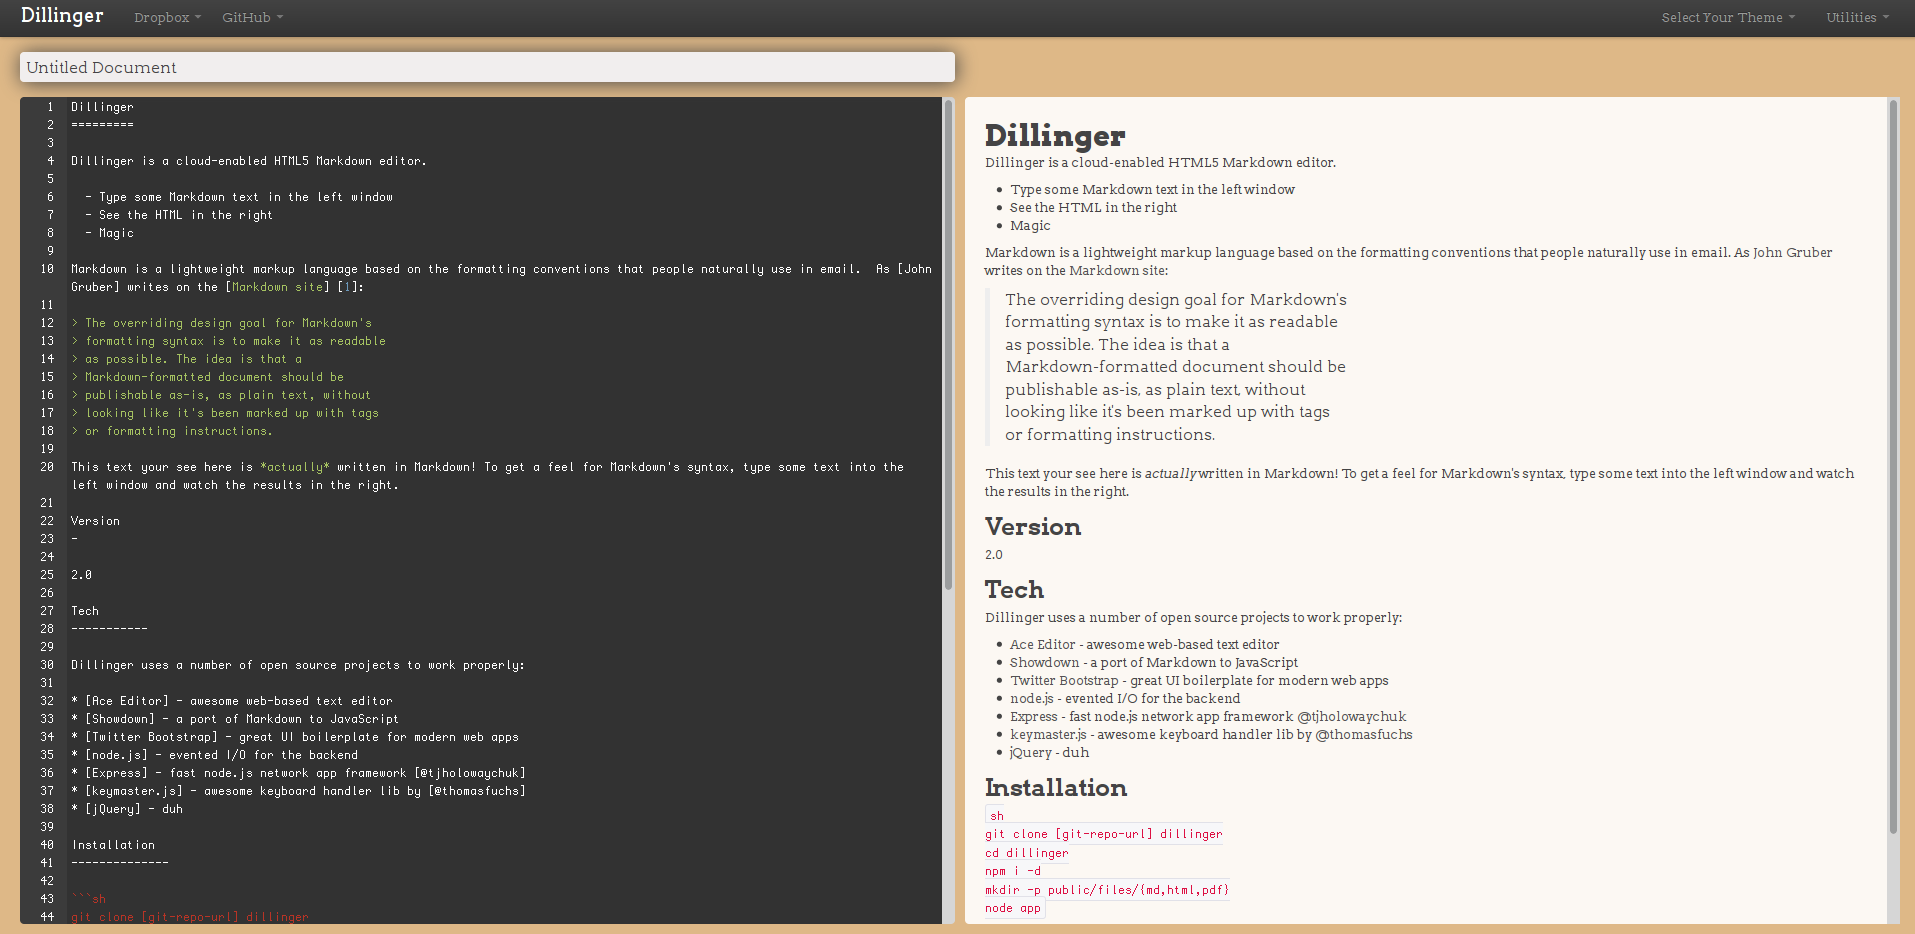 Dillinger Dropbox GitHub Select Your Theme Utilities
Untitled Document
1 Dillinger
2 =========
3
4 Dillinger is a cloud-enabled HTML5 Markdown editor.
5
6 - Type some Markdown text in the left window
7 - See the HTML in the right
8 - Magic
9
10 Markdown is a lightweight markup language based on the formatting conventions that people naturally use in email.  As [John
Gruber] writes on the [Markdown site] [1]:
11
12 > The overriding design goal for Markdown's
13 > formatting syntax is to make it as readable
14 > as possible. The idea is that a
15 > Markdown-formatted document should be
16 > publishable as-is, as plain text, without
17 > looking like it's been marked up with tags
18 > or formatting instructions.
19
20 This text your see here is *actually* written in Markdown! To get a feel for Markdown's syntax, type some text into the
left window and watch the results in the right.
21
22 Version
23 -
24
25 2.0
26
27 Tech
28 -----------
29
30 Dillinger uses a number of open source projects to work properly:
31
32 * [Ace Editor] - awesome web-based text editor
33 * [Showdown] - a port of Markdown to JavaScript
34 * [Twitter Bootstrap] - great UI boilerplate for modern web apps
35 * [node.js] - evented I/O for the backend
36 * [Express] - fast node.js network app framework [@tjholowaychuk]
37 * [keymaster.js] - awesome keyboard handler lib by [@thomasfuchs]
38 * [jQuery] - duh
39
40 Installation
41 --------------
42
43 ```sh
44 git clone [git-repo-url] dillinger
Dillinger
Dillinger is a cloud-enabled HTML5 Markdown editor.
• Type some Markdown text in the left window
• See the HTML in the right
• Magic
Markdown is a lightweight markup language based on the formatting conventions that people naturally use in email. As John Gruber
writes on the Markdown site:
The overriding design goal for Markdown's
formatting syntax is to make it as readable
as possible. The idea is that a
Markdown-formatted document should be
publishable as-is, as plain text, without
looking like it's been marked up with tags
or formatting instructions.
This text your see here is actually written in Markdown! To get a feel for Markdown's syntax, type some text into the left window and watch
the results in the right.
Version
2.0
Tech
Dillinger uses a number of open source projects to work properly:
• Ace Editor - awesome web-based text editor
• Showdown - a port of Markdown to JavaScript
• Twitter Bootstrap - great UI boilerplate for modern web apps
• node.js - evented I/O for the backend
• Express - fast node.js network app framework @tjholowaychuk
• keymaster.js - awesome keyboard handler lib by @thomasfuchs
• jQuery - duh
Installation
sh
git clone [git-repo-url] dillinger
cd dillinger
npm i -d
mkdir -p public/files/{md,html,pdf}
node app